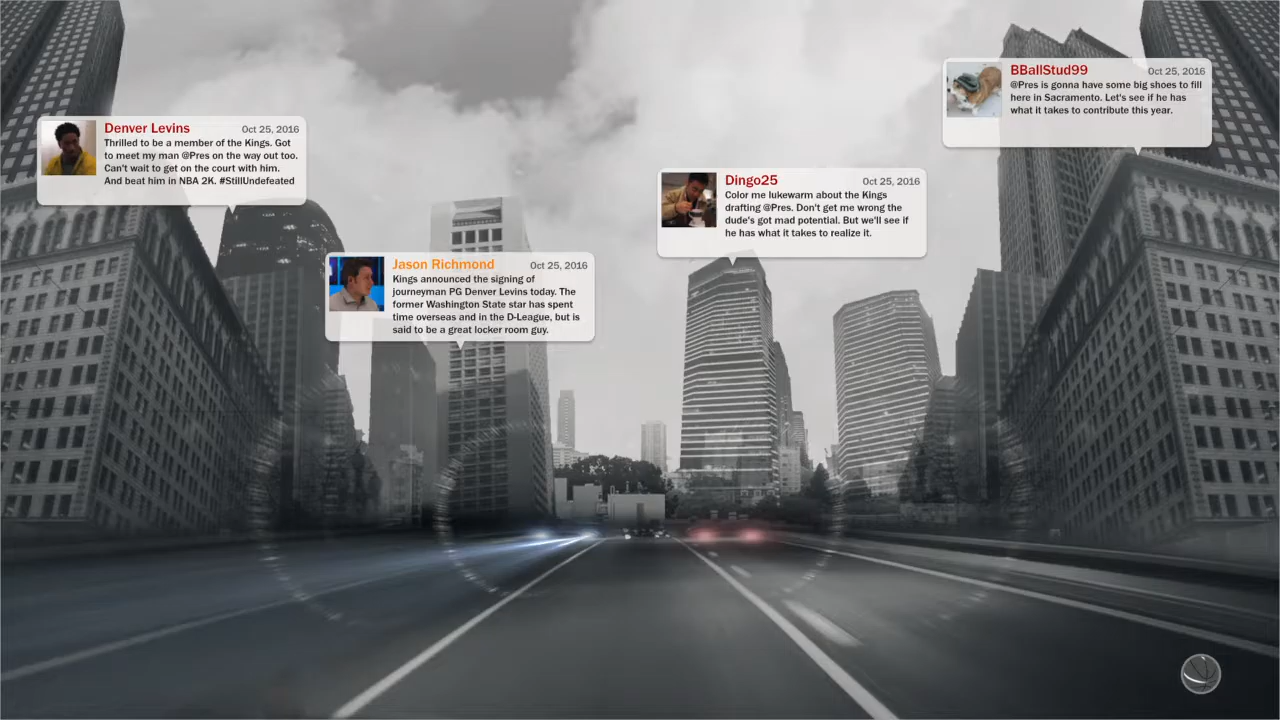 Denver Levins Oct 25, 2016
Thrilled to be a member of the Kings. Got
to meet my man @Pres on the way out too.
Can't wait to get on the court with him.
And beat him in NBA 2K. #StillUndefeated
Jason Richmond Oct 25, 2016
Kings announced the signing of
journeyman PG Denver Levins today. The
former Washington State star has spent
time overseas and in the D-League, but is
said to be a great locker room guy.
Dingo25 Oct 25, 2016
Color me lukewarm about the Kings
drafting @Pres. Don't get me wrong the
dude's got mad potential. But we'll see if
he has what it takes to realize it.
BBallStud99 Oct 25, 2016
@Pres is gonna have some big shoes to fill
here in Sacramento. Let's see if he has
what it takes to contribute this year.